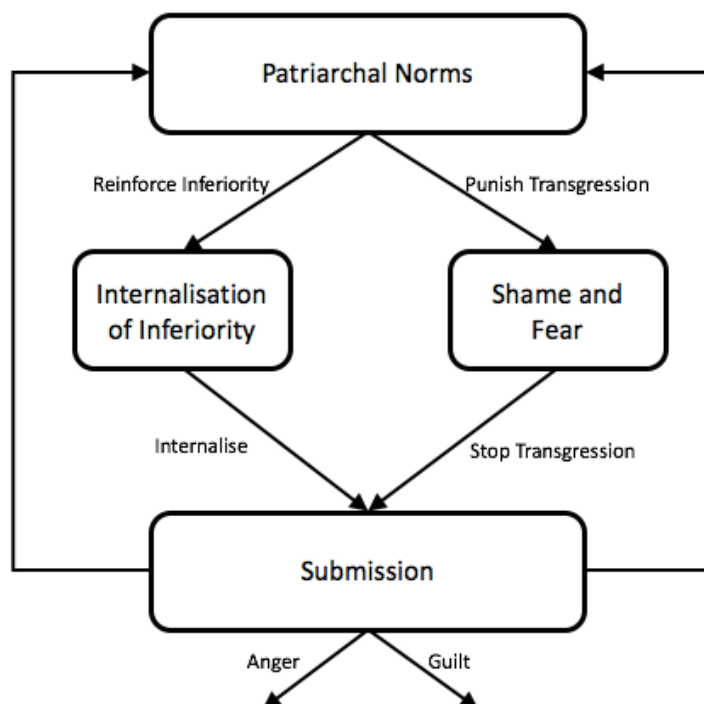 Patriarchal Norms
Reinforce Inferiority
Punish Transgression
Internalisation
of Inferiority
Shame and
Fear
Internalise
Stop Transgression
Submission
Anger
Guilt